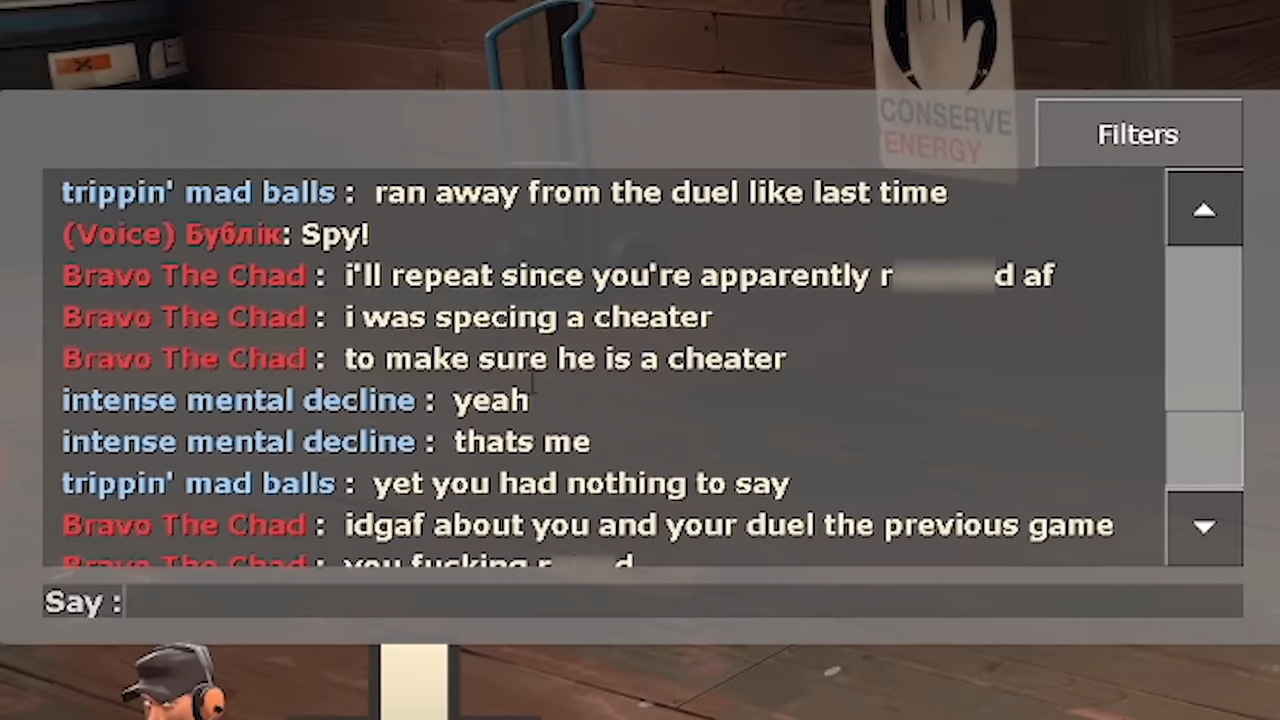 CONSERVE
ENERGY
Filters
trippin' mad balls : ran away from the duel like last time
(Voice) Бублік: Spy!
Bravo The Chad : i'll repeat since you're apparently r d af
Bravo The Chad : i was specing a cheater
Bravo The Chad : to make sure he is a cheater
intense mental decline : yeah
intense mental decline : thats me
trippin' mad balls : yet you had nothing to say
Bravo The Chad : idgaf about you and your duel the previous game
Bravo The Chad : you fucking r d
Say :